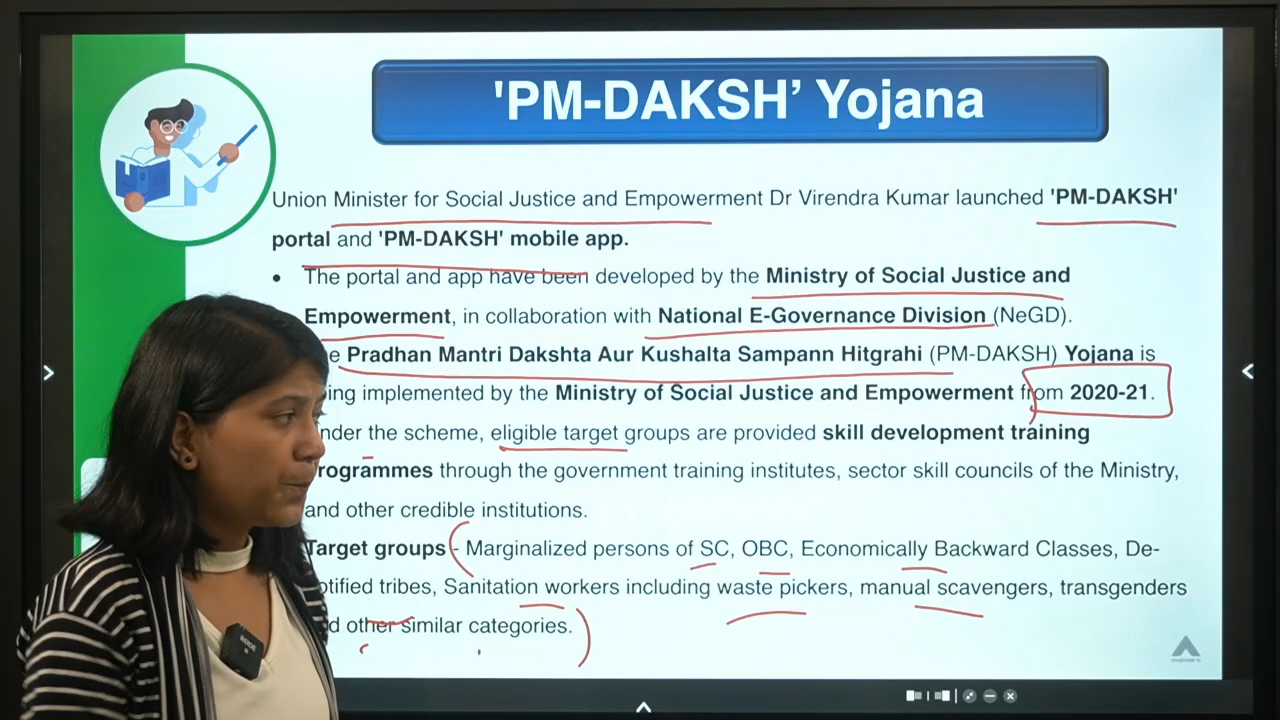 'PM-DAKSH’ Yojana
Union Minister for Social Justice and Empowerment Dr Virendra Kumar launched 'PM-DAKSH'
portal and 'PM-DAKSH' mobile app.
• The portal and app have been developed by the Ministry of Social Justice and
Empowerment, in collaboration with National E-Governance Division (NeGD).
Pradhan Mantri Dakshta Aur Kushalta Sampann Hitgrahi (PM-DAKSH) Yojana is
implemented by the Ministry of Social Justice and Empowerment from 2020-21.
the scheme, eligible target groups are provided skill development training
through the government training institutes, sector skill councils of the Ministry,
and other credible institutions.
Target groups - Marginalized persons of SC, OBC, Economically Backward Classes, De-
tribes, Sanitation workers including waste pickers, manual scavengers, transgenders
other similar categories.
RODE